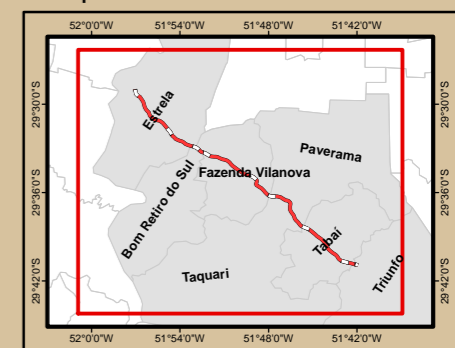 52°0'0"W 51°54'0"W 51°48'0"W 51°42'0"W
29°30'0"S 29°30'0"S
Estrela
Paverama
Fazenda Vilanova
Bom Retiro do Sul
29°36'0"S 29°36'0"S
Tabaí
Taquari
Triunfo
29°42'0"S 29°42'0"S
52°0'0"W 51°54'0"W 51°48'0"W 51°42'0"W